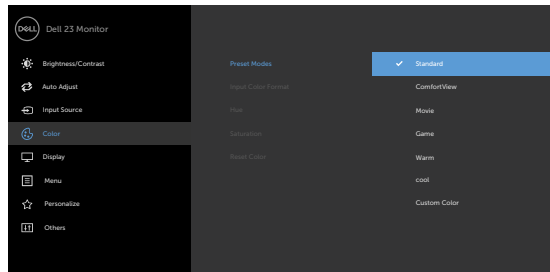 DELL Dell 23 Monitor
Brightness/Contrast
Auto Adjust
Input Source
Color
Display
Menu
Personalize
Others
Preset Modes
Input Color Format
Hue
Saturation
Reset Color
Standard
ComfortView
Movie
Game
Warm
cool
Custom Color